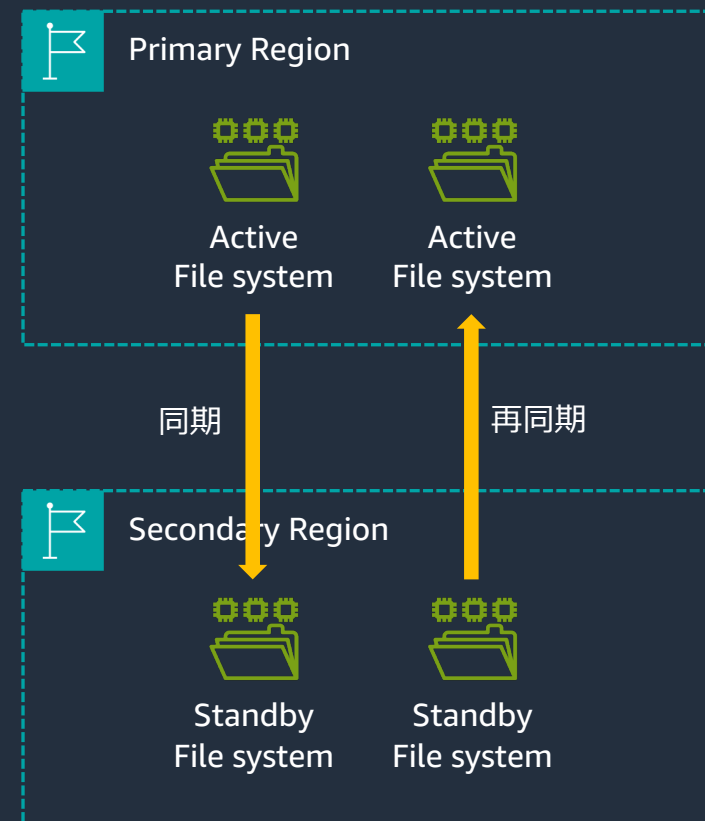 Primary Region
Active
File system
Active
File system
同期
再同期
Secondary Region
Standby
File system
Standby
File system